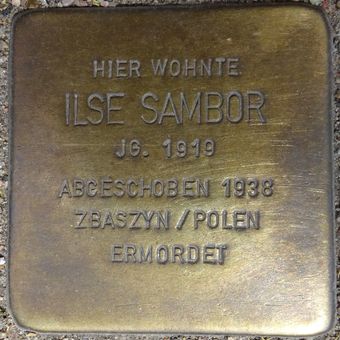 HIER WOHNTE
ILSE SAMBOR
JG. 1919
ABGESCHOBEN 1938
ZBASZYN / POLEN
ERMORDET